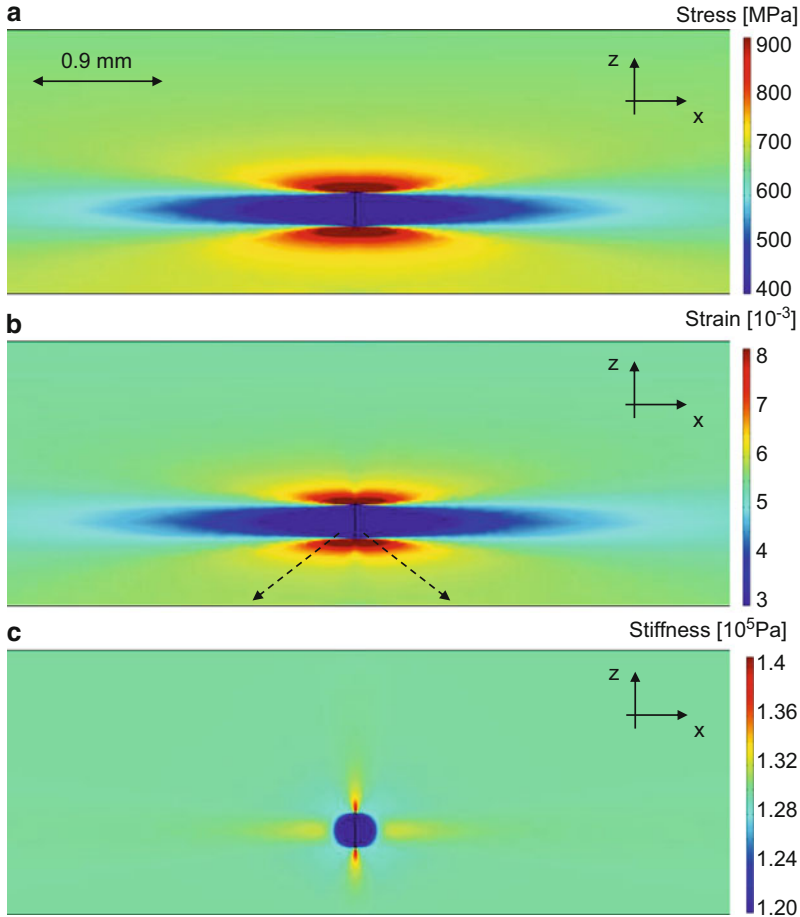 a
Stress [MPa]
0.9 mm
z
x
900
800
700
600
500
400
b
Strain [10-3]
z
x
8
7
6
5
4
3
c
Stiffness [105Pa]
z
x
1.4
1.36
1.32
1.28
1.24
1.20